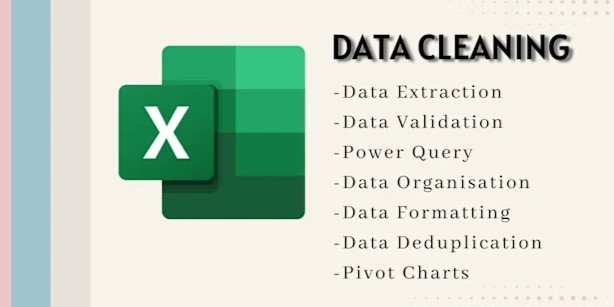 DATA CLEANING
-Data Extraction
-Data Validation
-Power Query
-Data Organisation
-Data Formatting
-Data Deduplication
-Pivot Charts
X